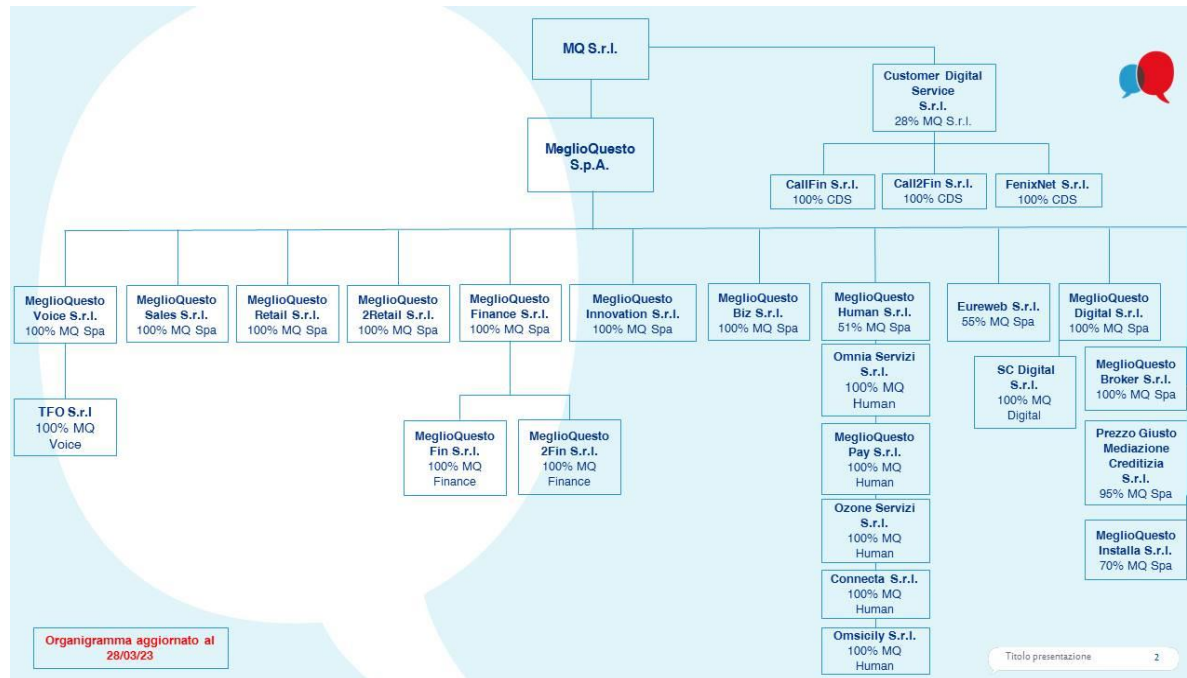 MQ S.r.l.
Customer Digital
Service
S.r.l.
28% MQ S.r.l.
MeglioQuesto
S.p.A.
CallFin S.r.l.
100% CDS
Call2Fin S.r.l.
100% CDS
FenixNet S.r.l.
100% CDS
MeglioQuesto
Voice S.r.l.
100% MQ Spa
MeglioQuesto
Sales S.r.l.
100% MQ Spa
MeglioQuesto
Retail S.r.l.
100% MQ Spa
MeglioQuesto
2Retail S.r.l.
100% MQ Spa
MeglioQuesto
Finance S.r.l.
100% MQ Spa
MeglioQuesto
Innovation S.r.l.
100% MQ Spa
MeglioQuesto
Biz S.r.l.
100% MQ Spa
MeglioQuesto
Human S.r.l.
51% MQ Spa
Eureweb S.r.l.
55% MQ Spa
MeglioQuesto
Digital S.r.l.
100% MQ Spa
TFO S.r.l
100% MQ
Voice
MeglioQuesto
Fin S.r.l.
100% MQ
Finance
MeglioQuesto
2Fin S.r.l.
100% MQ
Finance
Omnia Servizi
S.r.l.
100% MQ
Human
MeglioQuesto
Pay S.r.l.
100% MQ
Human
Ozone Servizi
S.r.l.
100% MQ
Human
Connecta S.r.l.
100% MQ
Human
Omsicily S.r.l.
100% MQ
Human
SC Digital
S.r.l.
100% MQ
Digital
MeglioQuesto
Broker S.r.l.
100% MQ Spa
Prezzo Giusto
Mediazione
Creditizia
S.r.l.
95% MQ Spa
MeglioQuesto
Installa S.r.l.
70% MQ Spa
Organigramma aggiornato al
28/03/23
Titolo presentazione 2